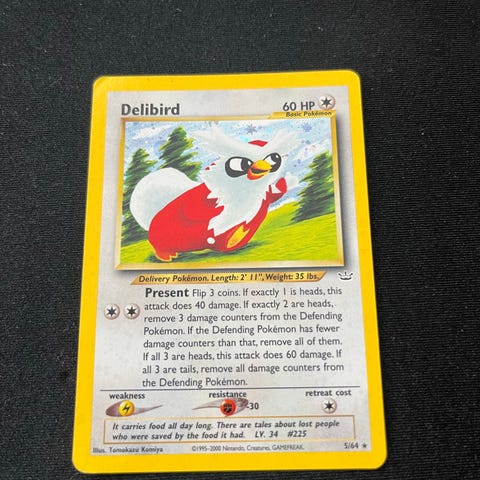 Delibird 60 HP
Basic Pokémon
Delivery Pokémon. Length: 2' 11", Weight: 35 lbs.
Present Flip 3 coins. If exactly 1 is heads, this
attack does 40 damage. If exactly 2 are heads,
remove 3 damage counters from the Defending
Pokémon. If the Defending Pokémon has fewer
damage counters than that, remove all of them.
If all 3 are heads, this attack does 60 damage. If
all 3 are tails, remove all damage counters from
the Defending Pokémon.
weakness resistance retreat cost
-30
It carries food all day long. There are tales about lost people
who were saved by the food it had. LV. 34 #225
Illus. Tomokazu Komiya ©1995-2000 Nintendo, Creatures, GAMEFREAK. 5/64 ★